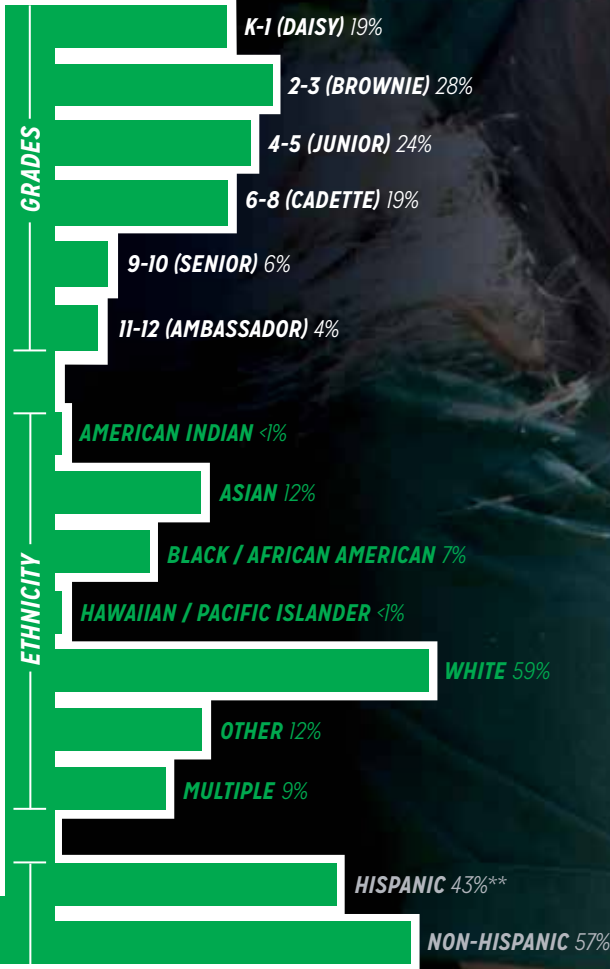 GRADES
K-1 (DAISY) 19%
2-3 (BROWNIE) 28%
4-5 (JUNIOR) 24%
6-8 (CADETTE) 19%
9-10 (SENIOR) 6%
11-12 (AMBASSADOR) 4%
ETHNICITY
AMERICAN INDIAN <1%
ASIAN 12%
BLACK / AFRICAN AMERICAN 7%
HAWAIIAN / PACIFIC ISLANDER <1%
WHITE 59%
OTHER 12%
MULTIPLE 9%
HISPANIC 43%**
NON-HISPANIC 57%